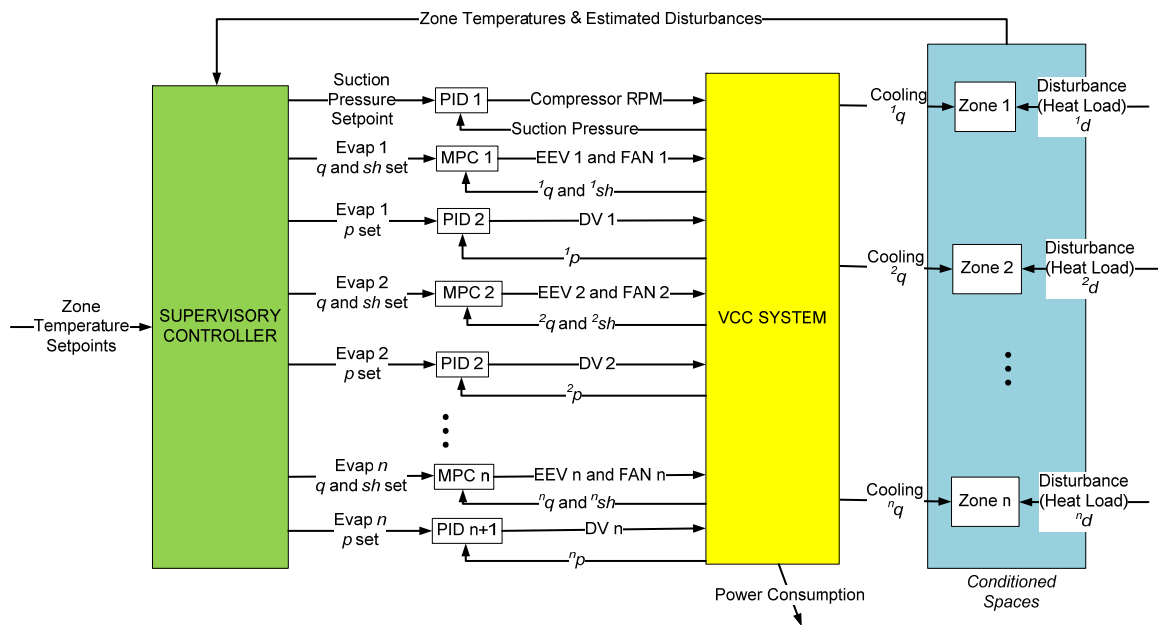 Zone Temperatures & Estimated Disturbances
Suction
Pressure
Setpoint
PID 1
Compressor RPM
Suction Pressure
Evap 1
q and sh set
MPC 1
EEV 1 and FAN 1
1q and 1sh
Evap 1
p set
PID 2
DV 1
1p
Evap 2
q and sh set
MPC 2
EEV 2 and FAN 2
2q and 2sh
Evap 2
p set
PID 2
DV 2
2p
Evap n
q and sh set
MPC n
EEV n and FAN n
nq and nsh
Evap n
p set
PID n+1
DV n
np
Zone
Temperature
Setpoints
SUPERVISORY
CONTROLLER
VCC SYSTEM
Power Consumption
Cooling
1q
Zone 1
Disturbance
(Heat Load)
1d
Cooling
2q
Zone 2
Disturbance
(Heat Load)
2d
Cooling
nq
Zone n
Disturbance
(Heat Load)
nd
Conditioned
Spaces